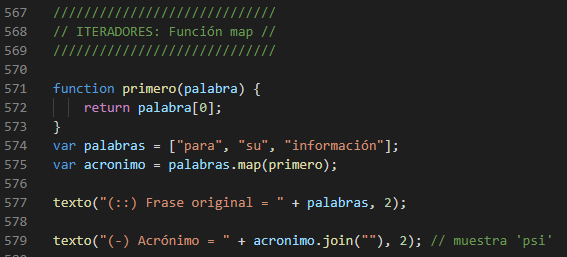 567 /////////////////////////////
568 // ITERADORES: Función map //
569 /////////////////////////////
570
571 function primero(palabra) {
572     return palabra[0];
573 }
574 var palabras = ["para", "su", "información"];
575 var acronimo = palabras.map(primero);
576
577 texto("(::) Frase original = " + palabras, 2);
578
579 texto("(-) Acrónimo = " + acronimo.join(""), 2); // muestra 'psi'